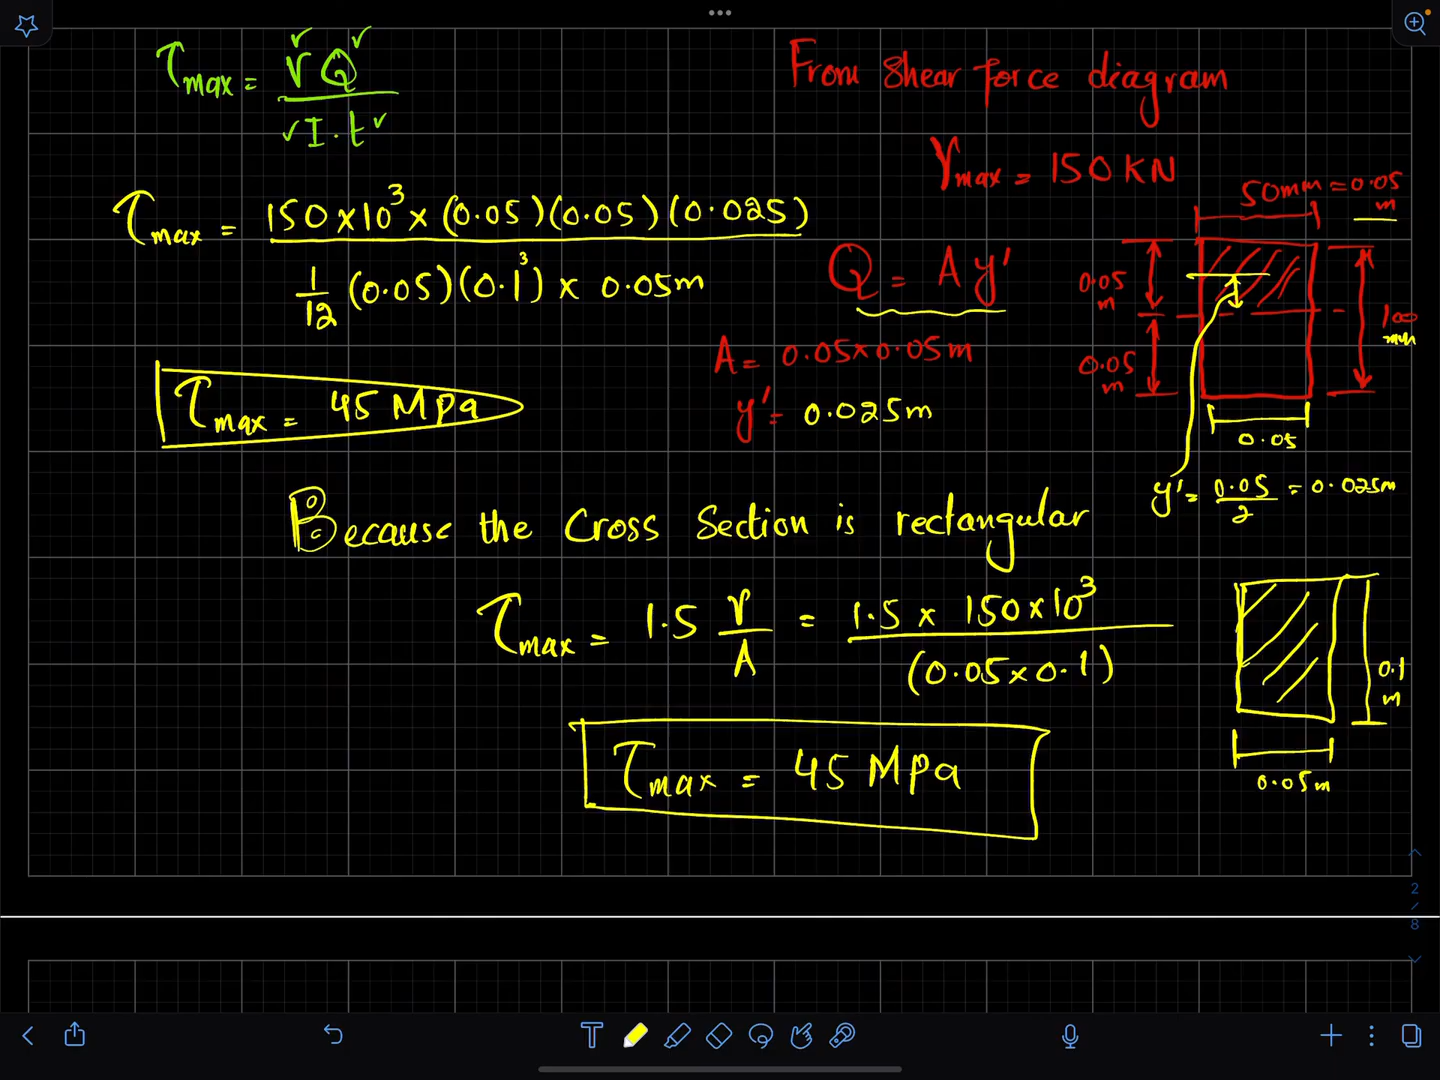 τmax = VQ / I·t
From Shear force diagram
Vmax = 150 KN
50mm = 0.05 m
τmax = 150×10³×(0.05)(0.05)(0.025) / 1/12 (0.05)(0.1³) × 0.05m
Q = A y'
0.05 m
100 mm
A = 0.05×0.05m
0.05 m
y' = 0.025m
τmax = 45 Mpa
0.05
y' = 0.05/2 = 0.025m
Because the Cross Section is rectangular
τmax = 1.5 V/A = 1.5 × 150×10³ / (0.05×0.1)
0.1 m
τmax = 45 Mpa
0.05m
2 / 8
T